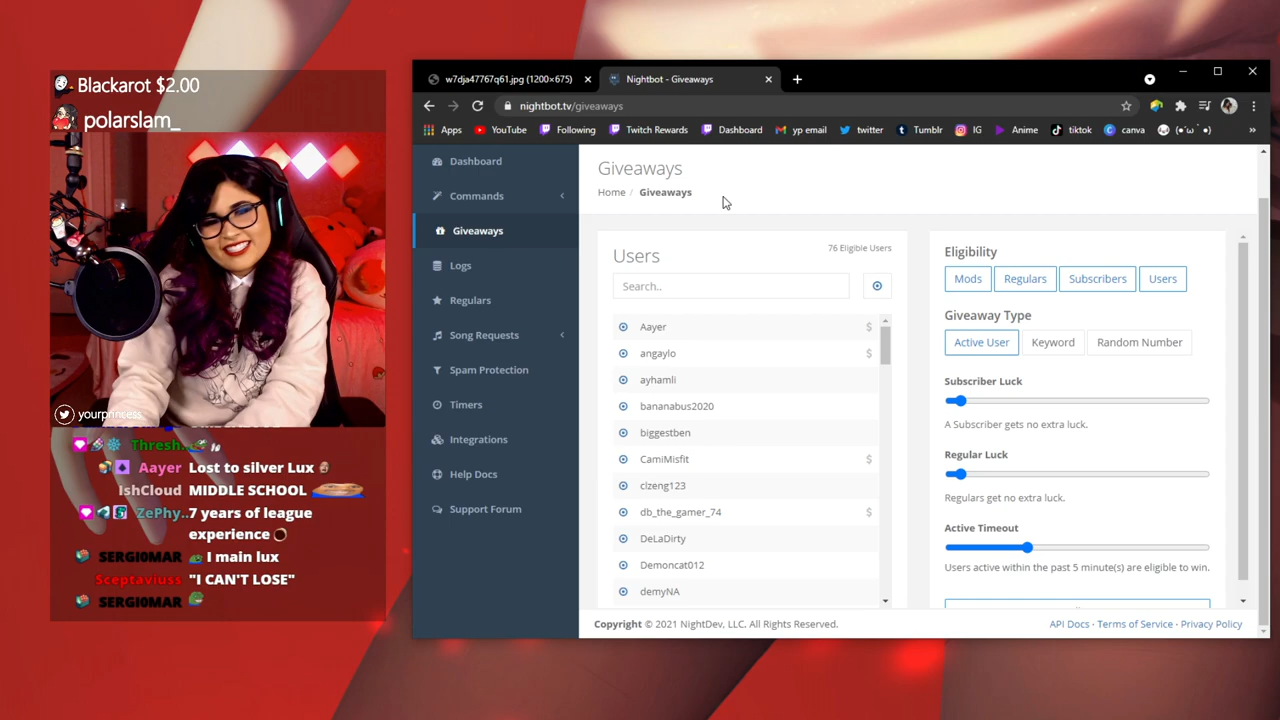 Blackarot $2.00
polarslam_
yourprincess
Thresh..
Aayer Lost to silver Lux
IshCloud MIDDLE SCHOOL
ZePhy.. 7 years of league
experience
SERGI0MAR I main lux
Sceptaviuss "I CAN'T LOSE"
SERGI0MAR
w7dja47767q61.jpg (1200×675)
Nightbot - Giveaways
nightbot.tv/giveaways
Apps YouTube Following Twitch Rewards Dashboard yp email twitter Tumblr IG Anime tiktok canva
Dashboard
Commands
Giveaways
Logs
Regulars
Song Requests
Spam Protection
Timers
Integrations
Help Docs
Support Forum
Giveaways
Home / Giveaways
Users
76 Eligible Users
Search..
Aayer $
angaylo $
ayhamli
bananabus2020
biggestben
CamiMisfit $
clzeng123
db_the_gamer_74 $
DeLaDirty
Demoncat012
demyNA
Eligibility
Mods Regulars Subscribers Users
Giveaway Type
Active User Keyword Random Number
Subscriber Luck
A Subscriber gets no extra luck.
Regular Luck
Regulars get no extra luck.
Active Timeout
Users active within the past 5 minute(s) are eligible to win.
Copyright © 2021 NightDev, LLC. All Rights Reserved.
API Docs · Terms of Service · Privacy Policy